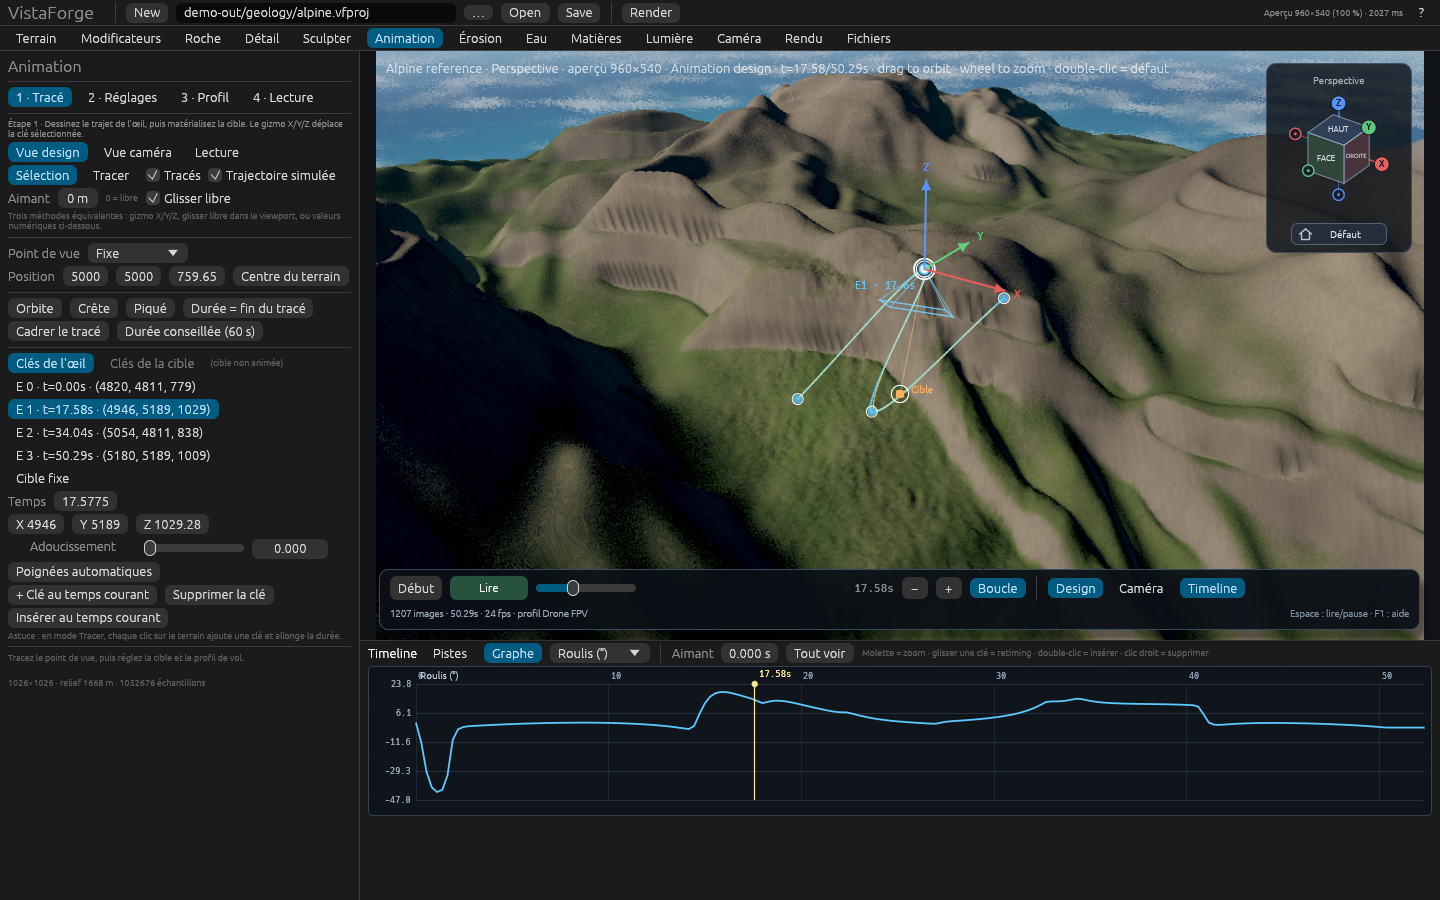 VistaForge New demo-out/geology/alpine.vfproj ... Open Save Render Aperçu 960×540 (100 %) · 2027 ms ?
Terrain Modificateurs Roche Détail Sculpter Animation Érosion Eau Matières Lumière Caméra Rendu Fichiers
Animation
1 · Tracé 2 · Réglages 3 · Profil 4 · Lecture
Étape 1 · Dessinez le trajet de l'œil, puis matérialisez la cible. Le gizmo X/Y/Z déplace
la clé sélectionnée.
Vue design Vue caméra Lecture
Sélection Tracer Tracés Trajectoire simulée
Aimant 0 m 0 = libre Glisser libre
Trois méthodes équivalentes : gizmo X/Y/Z, glisser libre dans le viewport, ou valeurs
numériques ci-dessous.
Point de vue Fixe
Position 5000 5000 759.65 Centre du terrain
Orbite Crête Piqué Durée = fin du tracé
Cadrer le tracé Durée conseillée (60 s)
Clés de l'œil Clés de la cible (cible non animée)
E 0 · t=0.00s · (4820, 4811, 779)
E 1 · t=17.58s · (4946, 5189, 1029)
E 2 · t=34.04s · (5054, 4811, 838)
E 3 · t=50.29s · (5180, 5189, 1009)
Cible fixe
Temps 17.5775
X 4946 Y 5189 Z 1029.28
Adoucissement 0.000
Poignées automatiques
+ Clé au temps courant Supprimer la clé
Insérer au temps courant
Astuce : en mode Tracer, chaque clic sur le terrain ajoute une clé et allonge la durée.
Tracez le point de vue, puis réglez la cible et le profil de vol.
1026×1026 · relief 1668 m · 1052676 échantillons
Alpine reference · Perspective · aperçu 960×540 · Animation design · t=17.58/50.29s · drag to orbit · wheel to zoom · double-clic = défaut
Perspective
Z
HAUT Y
FACE DROITE X
Défaut
Z
Y
E1 · 17.6s X
Cible
Début Lire 17.58s − + Boucle Design Caméra Timeline
1207 images · 50.29s · 24 fps · profil Drone FPV Espace : lire/pause · F1 : aide
Timeline Pistes Graphe Roulis (°) Aimant 0.000 s Tout voir Molette = zoom · glisser une clé = retiming · double-clic = insérer · clic droit = supprimer
0 Roulis (°) 10 17.58s 20 30 40 50
23.8
6.1
-11.6
-29.3
-47.0